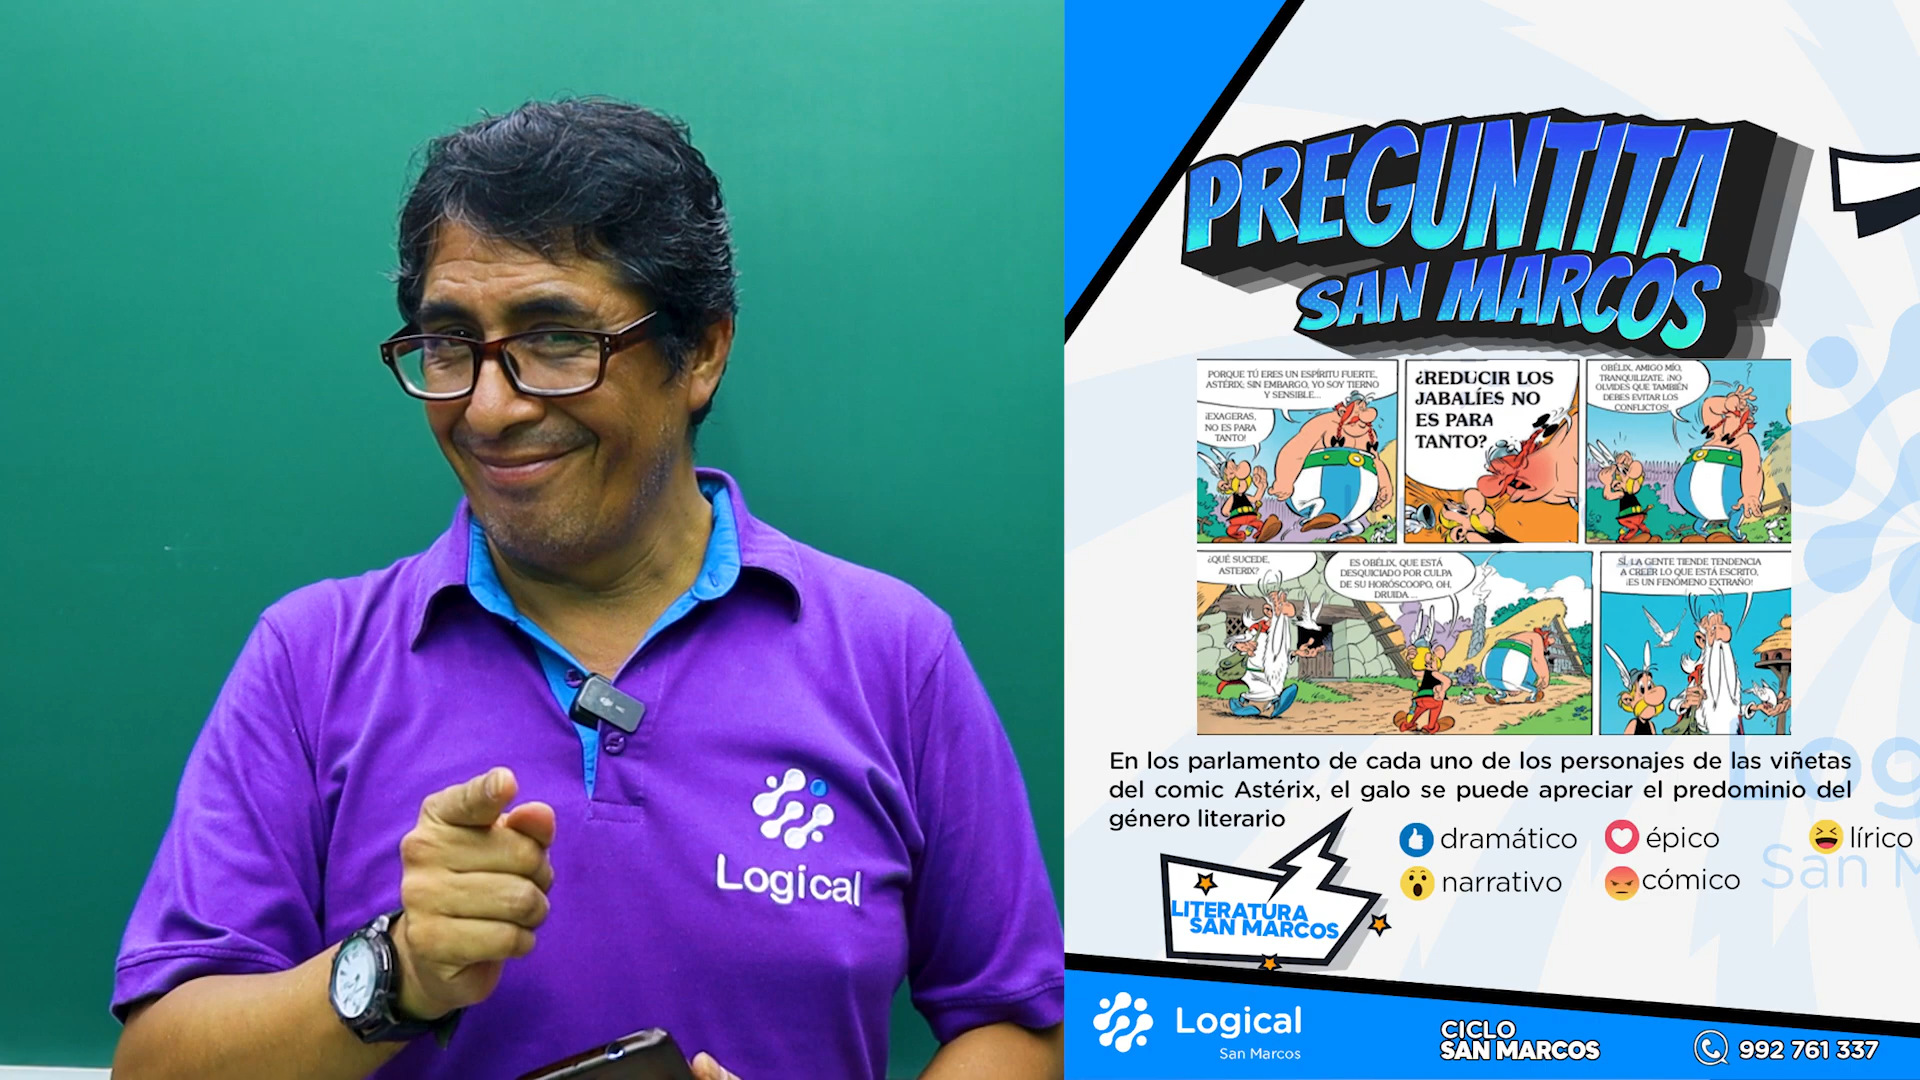 Logical
PREGUNTITA
SAN MARCOS
PORQUE TÚ ERES UN ESPÍRITU FUERTE,
ASTÉRIX; SIN EMBARGO, YO SOY TIERNO
Y SENSIBLE...
¡EXAGERAS,
NO ES PARA
TANTO!
¿REDUCIR LOS
JABALÍES NO
ES PARA
TANTO?
OBÉLIX, AMIGO MÍO,
TRANQUILIZATE. ¡NO
OLVIDES QUE TAMBIÉN
DEBES EVITAR LOS
CONFLICTOS!
?
¿QUÉ SUCEDE,
ASTERIX?
ES OBÉLIX, QUE ESTÁ
DESQUICIADO POR CULPA
DE SU HORÓSCOOPO, OH,
DRUIDA ...
SÍ, LA GENTE TIENDE TENDENCIA
A CREER LO QUE ESTÁ ESCRITO,
¡ES UN FENÓMENO EXTRAÑO!
En los parlamento de cada uno de los personajes de las viñetas
del comic Astérix, el galo se puede apreciar el predominio del
género literario
dramático
épico
lírico
narrativo
cómico
LITERATURA
SAN MARCOS
Log
San M
Logical
San Marcos
CICLO
SAN MARCOS
992 761 337